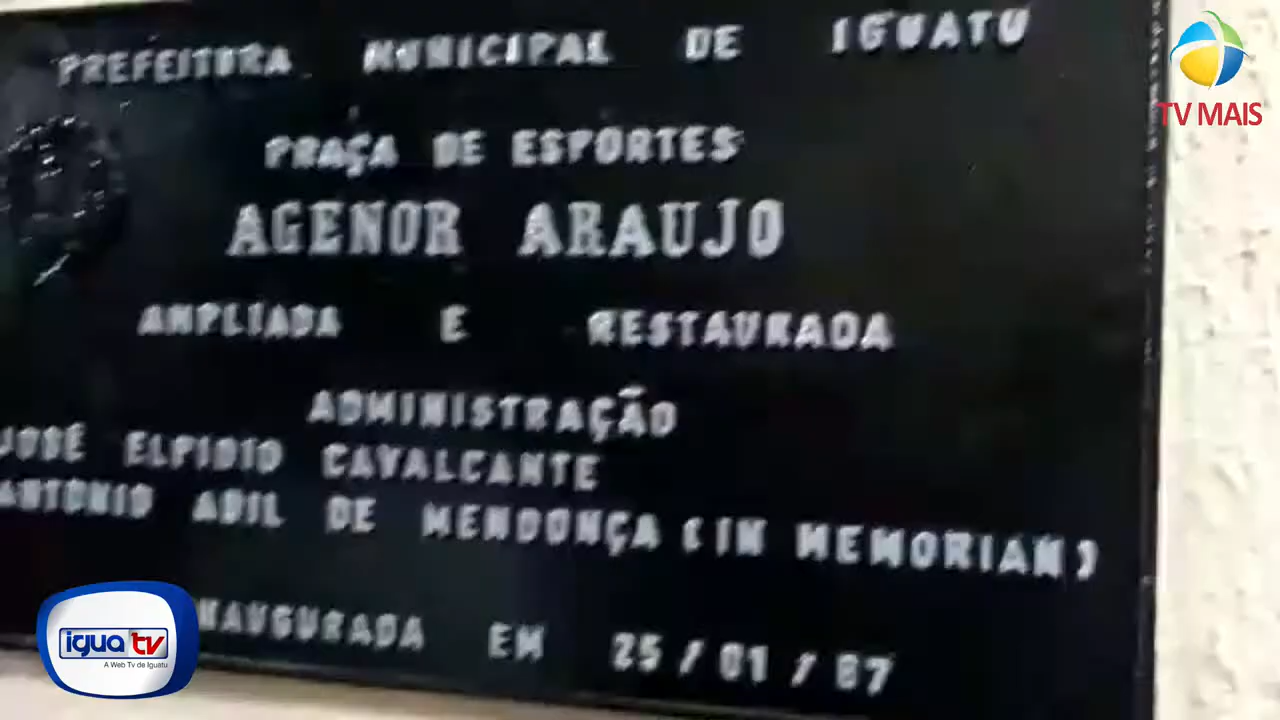 PREFEITURA MUNICIPAL DE IGUATU
TV MAIS
PRAÇA DE ESPORTES
AGENOR ARAUJO
AMPLIADA E RESTAURADA
ADMINISTRAÇÃO
JOSÉ ELPIDIO CAVALCANTE
ANTONIO ADIL DE MENDONÇA (IN MEMORIAN)
INAUGURADA EM 25/01/87
igua tv
A Web Tv de Iguatu